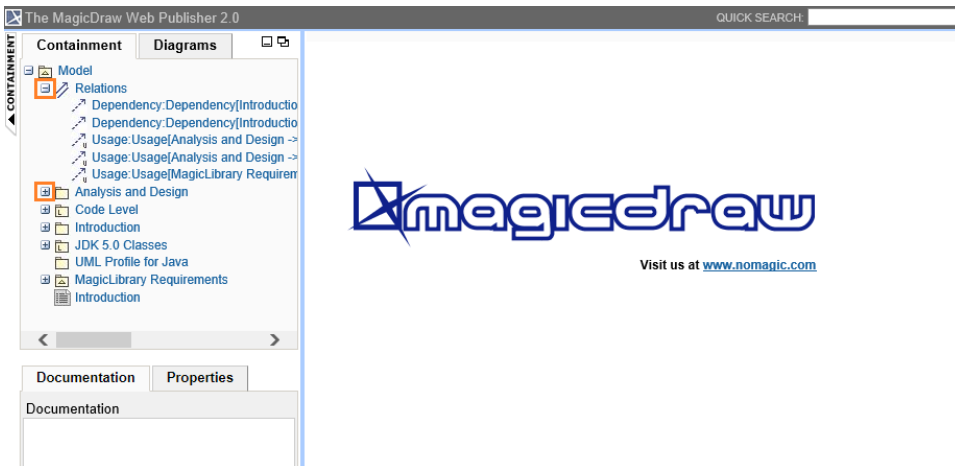 The MagicDraw Web Publisher 2.0
QUICK SEARCH:
CONTAINMENT
Containment Diagrams
Model
Relations
Dependency:Dependency[Introductio
Dependency:Dependency[Introductio
Usage:Usage[Analysis and Design ->
Usage:Usage[Analysis and Design ->
Usage:Usage[MagicLibrary Requirem
Analysis and Design
Code Level
Introduction
JDK 5.0 Classes
UML Profile for Java
MagicLibrary Requirements
Introduction
Documentation Properties
Documentation
magicdraw
Visit us at www.nomagic.com